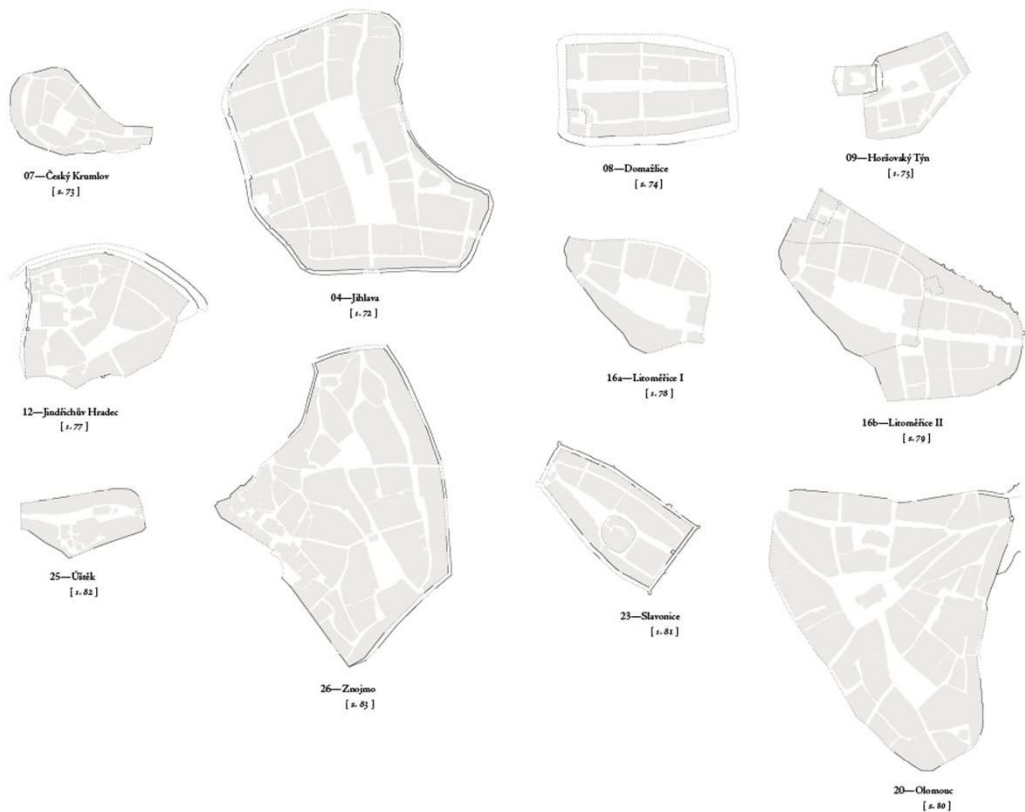 07—Český Krumlov
[ s. 73 ]
04—Jihlava
[ s. 72 ]
08—Domažlice
[ s. 74 ]
09—Horšovský Týn
[ s. 75 ]
12—Jindřichův Hradec
[ s. 77 ]
16a—Litoměřice I
[ s. 78 ]
16b—Litoměřice II
[ s. 79 ]
25—Úštěk
[ s. 82 ]
26—Znojmo
[ s. 83 ]
23—Slavonice
[ s. 81 ]
20—Olomouc
[ s. 80 ]